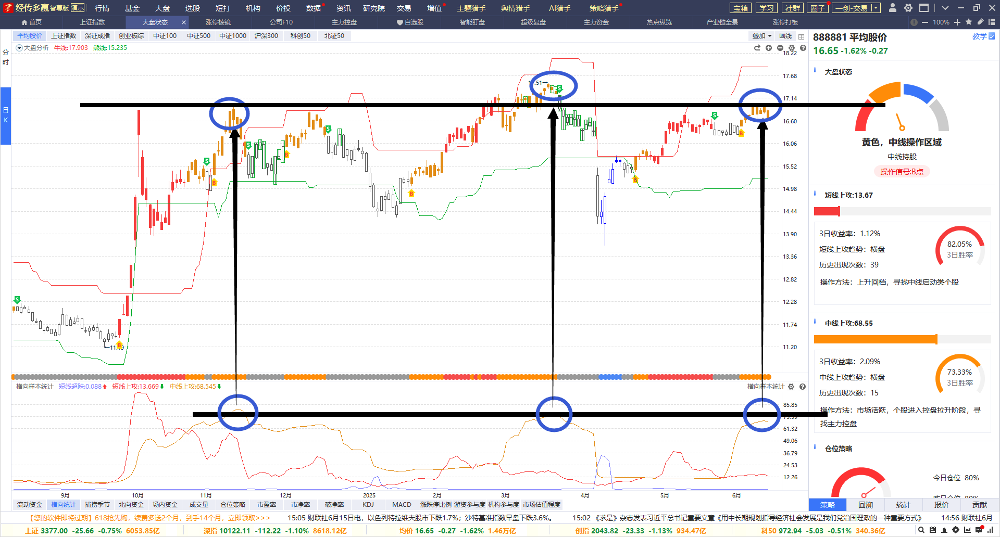 经传多赢 智尊版 演示 行情 基金 大盘 选股 短打 机构 价投 数据 资讯 研究院 交易 增值 主题猎手 舆情猎手 AI猎手 策略猎手 宝箱 学习 社群 圈子 一创-交易
首页 上证指数 大盘状态 × 涨停棱镜 公司F10 主力控盘 自选股 智能盯盘 超级复盘 主力资金 热点纵览 产业链全景 涨停打板 100%
平均股价 上证指数 深证成指 创业板综 中证100 中证500 中证1000 沪深300 科创50 北证50 叠加 画线
大盘分析 牛线:17.903 熊线:15.235
分时
日K
18.22
17.68
17.14
16.60
16.06
15.52
14.98
14.44
13.90
13.36
12.82
12.28
11.74
11.20
横向样本统计 短线超跌:0.088 短线上攻:13.669 中线上攻:68.545 横向样本统计
85.85
61.32
49.06
36.79
24.53
12.26
9月 10月 11月 12月 2025 2月 3月 4月 5月 6月
流动资金 横向统计 捕捞季节 北向资金 场内资金 成交量 仓位策略 市盈率 市净率 破净率 KDJ MACD 涨跌停比例 游资参与度 机构参与度 市场估值程度
888881 平均股价 教学
16.65 -1.62% -0.27
大盘状态
黄色，中线操作区域
中线持股
操作信号:B点
短线上攻:13.67
3日收益率：1.12%
短线上攻趋势：横盘
历史出现次数：39
82.05%
3日胜率
操作方法：上升回档，寻找中线启动类个股
中线上攻:68.55
3日收益率：2.09%
中线上攻趋势：横盘
历史出现次数：15
73.33%
3日胜率
操作方法：市场活跃，个股进入控盘拉升阶段，寻
找主力控盘
仓位策略
今日仓位 80%
策略 回溯 统计 报价 贡献
【您的软件即将过期】618抢先购，续费多送2个月，到手14个月，立即领取>>> 15:05 财联社6月15日电，以色列特拉维夫股市下跌1.7%；沙特基准指数早盘下跌3.6%。 15:02 《求是》杂志发表习近平总书记重要文章《用中长期规划指导经济社会发展是我们党治国理政的一种重要方式》 14:56 财联社6月
上证 3377.00 -25.66 -0.75% 6053.85亿 深指 10122.11 -112.22 -1.10% 8618.12亿 均价 16.65 -0.27 -1.62% 1.46万亿 创指 2043.82 -23.33 -1.13% 934.47亿 科50 972.94 -5.03 -0.51% 340.36亿